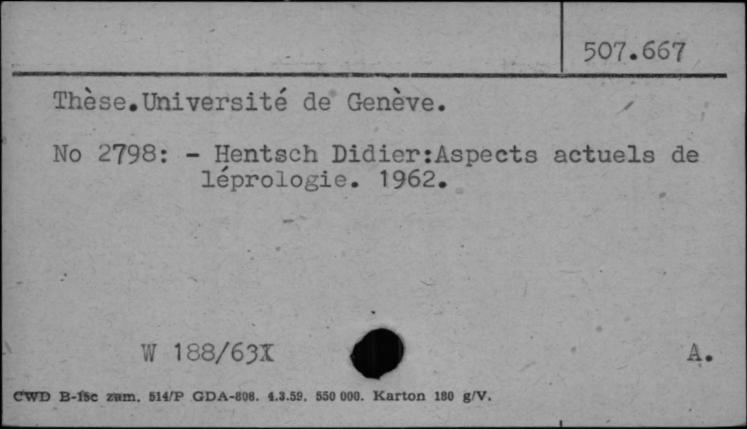 507.667
Thèse.Université de Genève.
No 2798: - Hentsch Didier:Aspects actuels de
léprologie. 1962.
W 188/63X
A.
CWD B-15c zam. 514/P GDA-808. 4.3.59. 550 000. Karton 180 g/V.